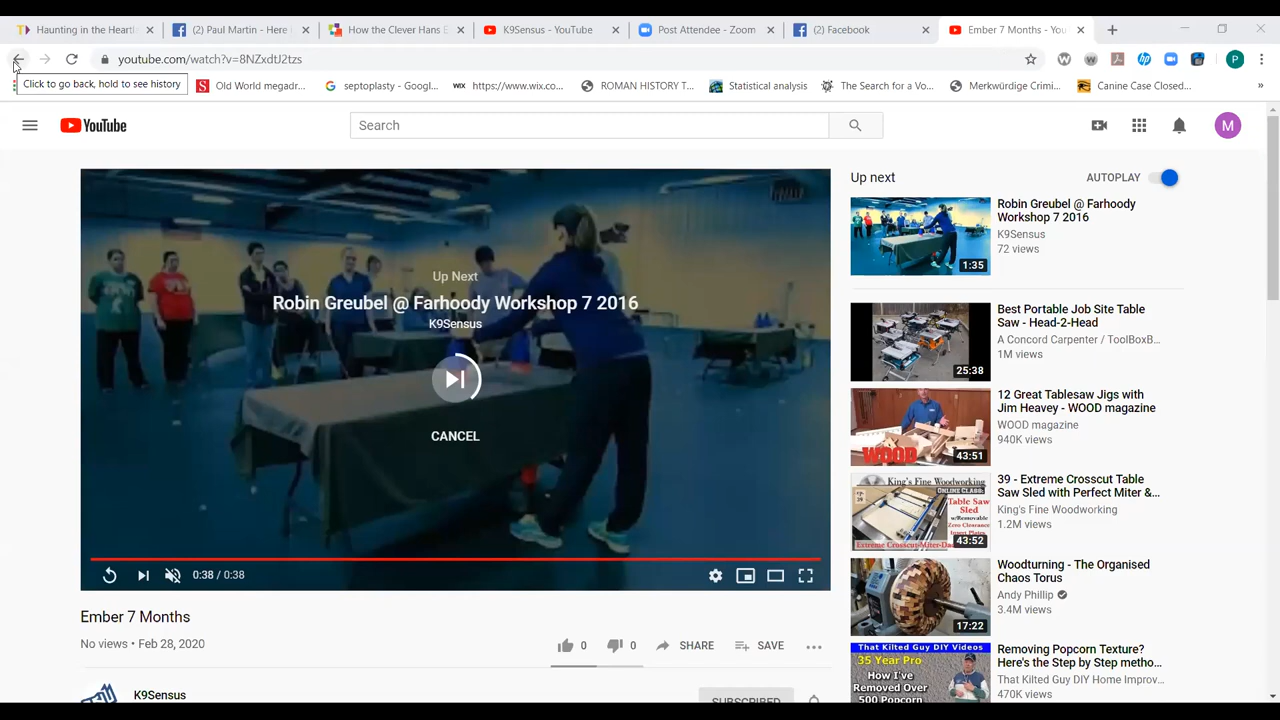 Haunting in the Hearti
(2) Paul Martin: Here
How the Clever Hans E
K9Sensus - YouTube
Post Attendee - Zoom
(2) Facebook
Ember 7 Months - You
youtube.com/watch?v=8NZxdtJ2tzs
P
Click to go back, hold to see history
Old World megadr...
septoplasty - Googl...
https://www.wix.co...
ROMAN HISTORY T...
Statistical analysis
The Search for a Vo...
Merkwürdige Crimi...
Canine Case Closed...
»
YouTube
Search
M
Up Next
Robin Greubel @ Farhoody Workshop 7 2016
K9Sensus
CANCEL
0:38 / 0:38
Ember 7 Months
No views • Feb 28, 2020
0
0
SHARE
SAVE
K9Sensus
SUBSCRIBED
Up next
AUTOPLAY
Robin Greubel @ Farhoody
Workshop 7 2016
K9Sensus
72 views
1:35
Best Portable Job Site Table
Saw - Head-2-Head
A Concord Carpenter / ToolBoxB...
1M views
25:38
12 Great Tablesaw Jigs with
Jim Heavey - WOOD magazine
WOOD magazine
940K views
WOOD
43:51
39 - Extreme Crosscut Table
Saw Sled with Perfect Miter &...
King's Fine Woodworking
1.2M views
King's Fine Woodworking
ONLINE CLASS:
Table Saw
Sled
w/Removable
Zero Clearance
Insert Plates
43:52
Woodturning - The Organised
Chaos Torus
Andy Phillip
3.4M views
17:22
Removing Popcorn Texture?
Here's the Step by Step metho...
That Kilted Guy DIY Home Improv...
470K views
That Kilted Guy DIY Videos
35 Year Pro
How I've
Removed Over
500 Popcorn